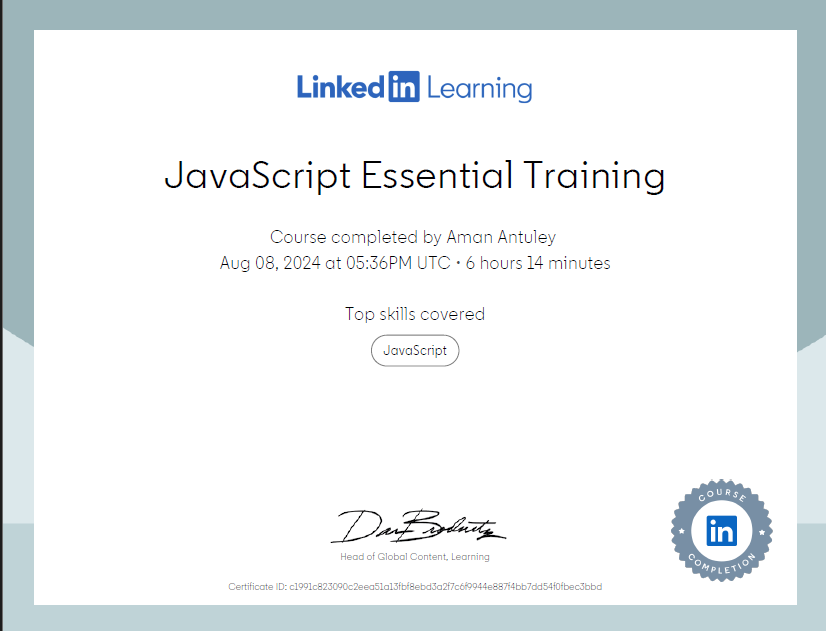 LinkedIn Learning
JavaScript Essential Training
Course completed by Aman Antuley
Aug 08, 2024 at 05:36PM UTC • 6 hours 14 minutes
Top skills covered
JavaScript
Head of Global Content, Learning
COURSE
in
COMPLETION
Certificate ID: c1991c823090c2eea51a13fbf8ebd3a2f7c6f9944e887f4bb7dd54f0fbec3bbd